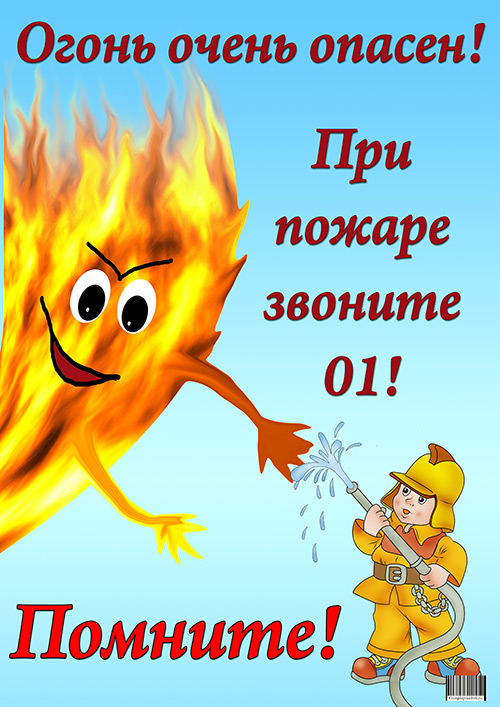 Огонь очень опасен!
При
пожаре
звоните
01!
Помните!